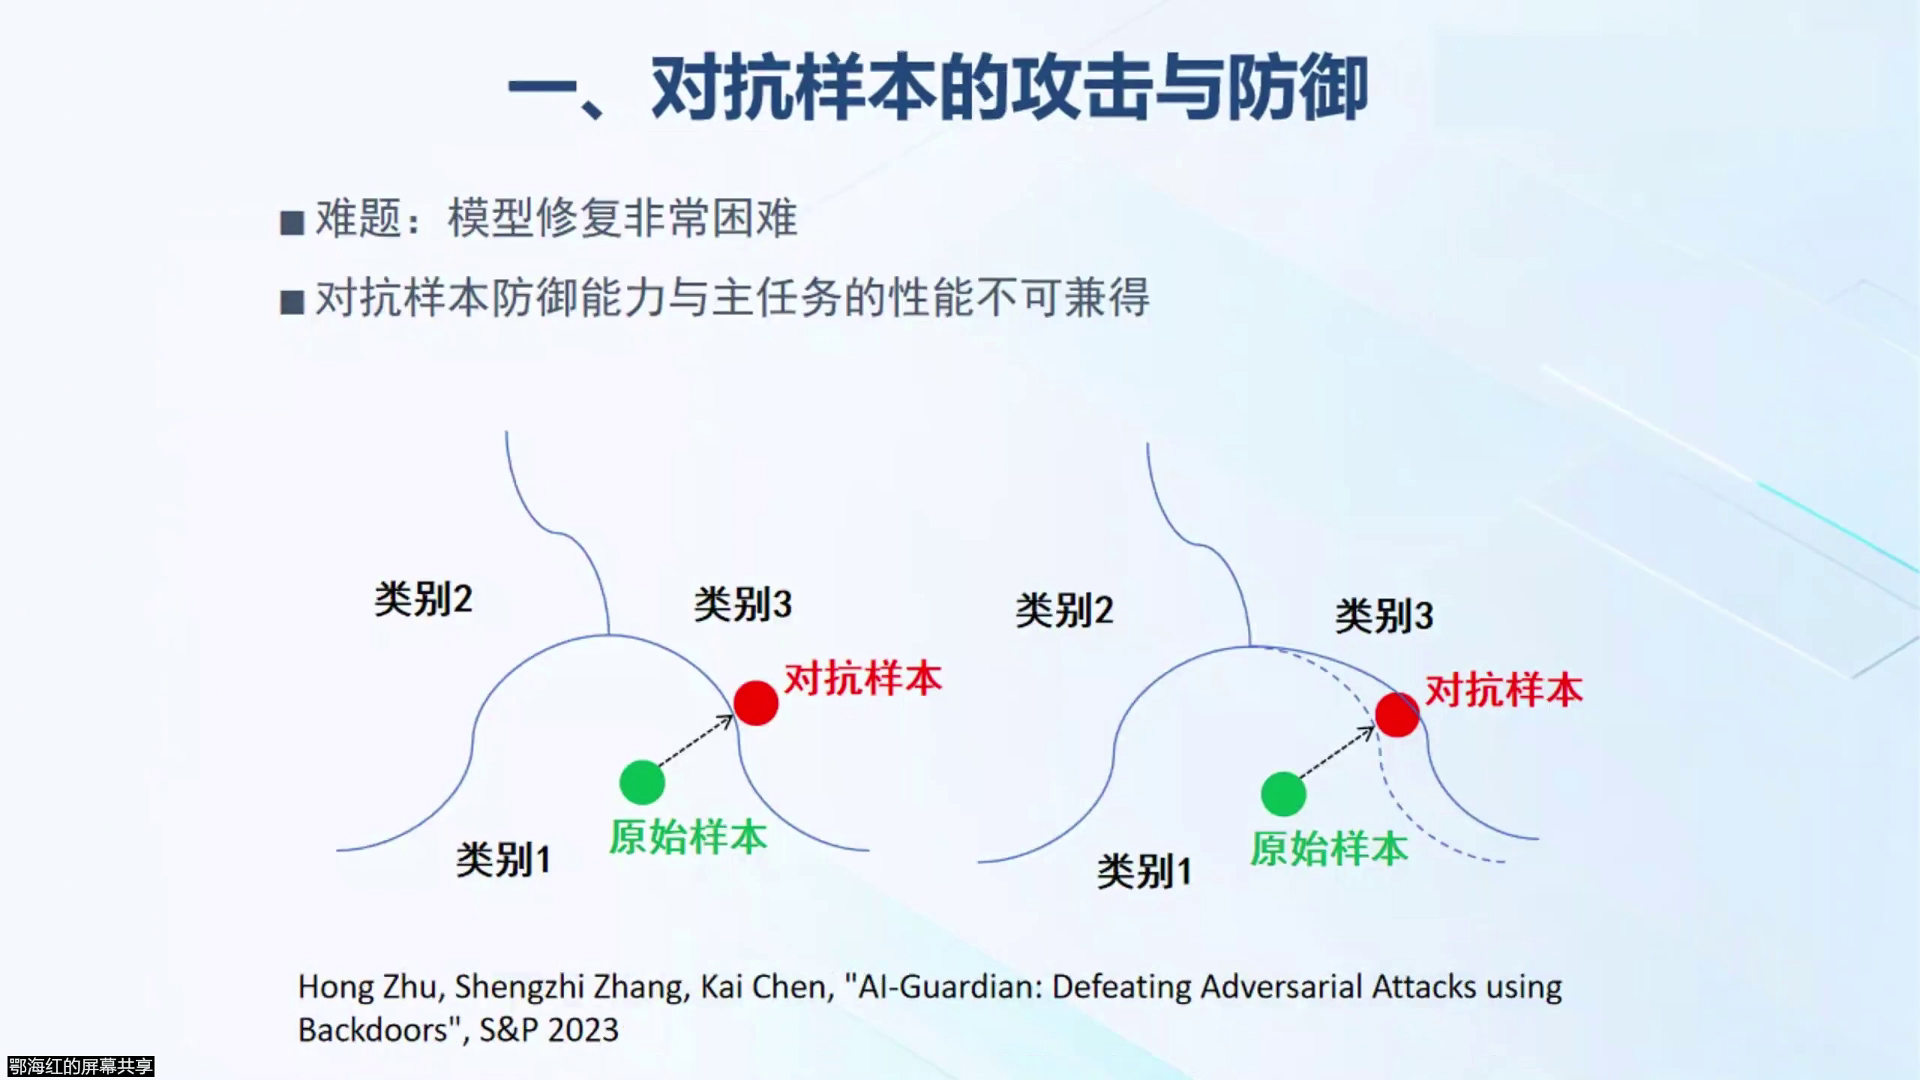 一、对抗样本的攻击与防御
■ 难题：模型修复非常困难
■ 对抗样本防御能力与主任务的性能不可兼得
类别2
类别3
对抗样本
原始样本
类别1
类别2
类别3
对抗样本
原始样本
类别1
Hong Zhu, Shengzhi Zhang, Kai Chen, "AI-Guardian: Defeating Adversarial Attacks using
Backdoors", S&P 2023
鄂海红的屏幕共享